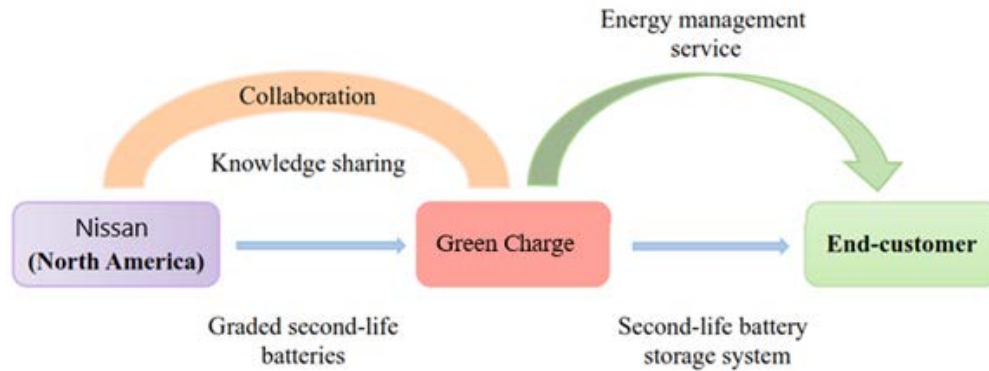 Energy management
service
Collaboration
Knowledge sharing
Nissan
(North America)
Green Charge
End-customer
Graded second-life
batteries
Second-life battery
storage system